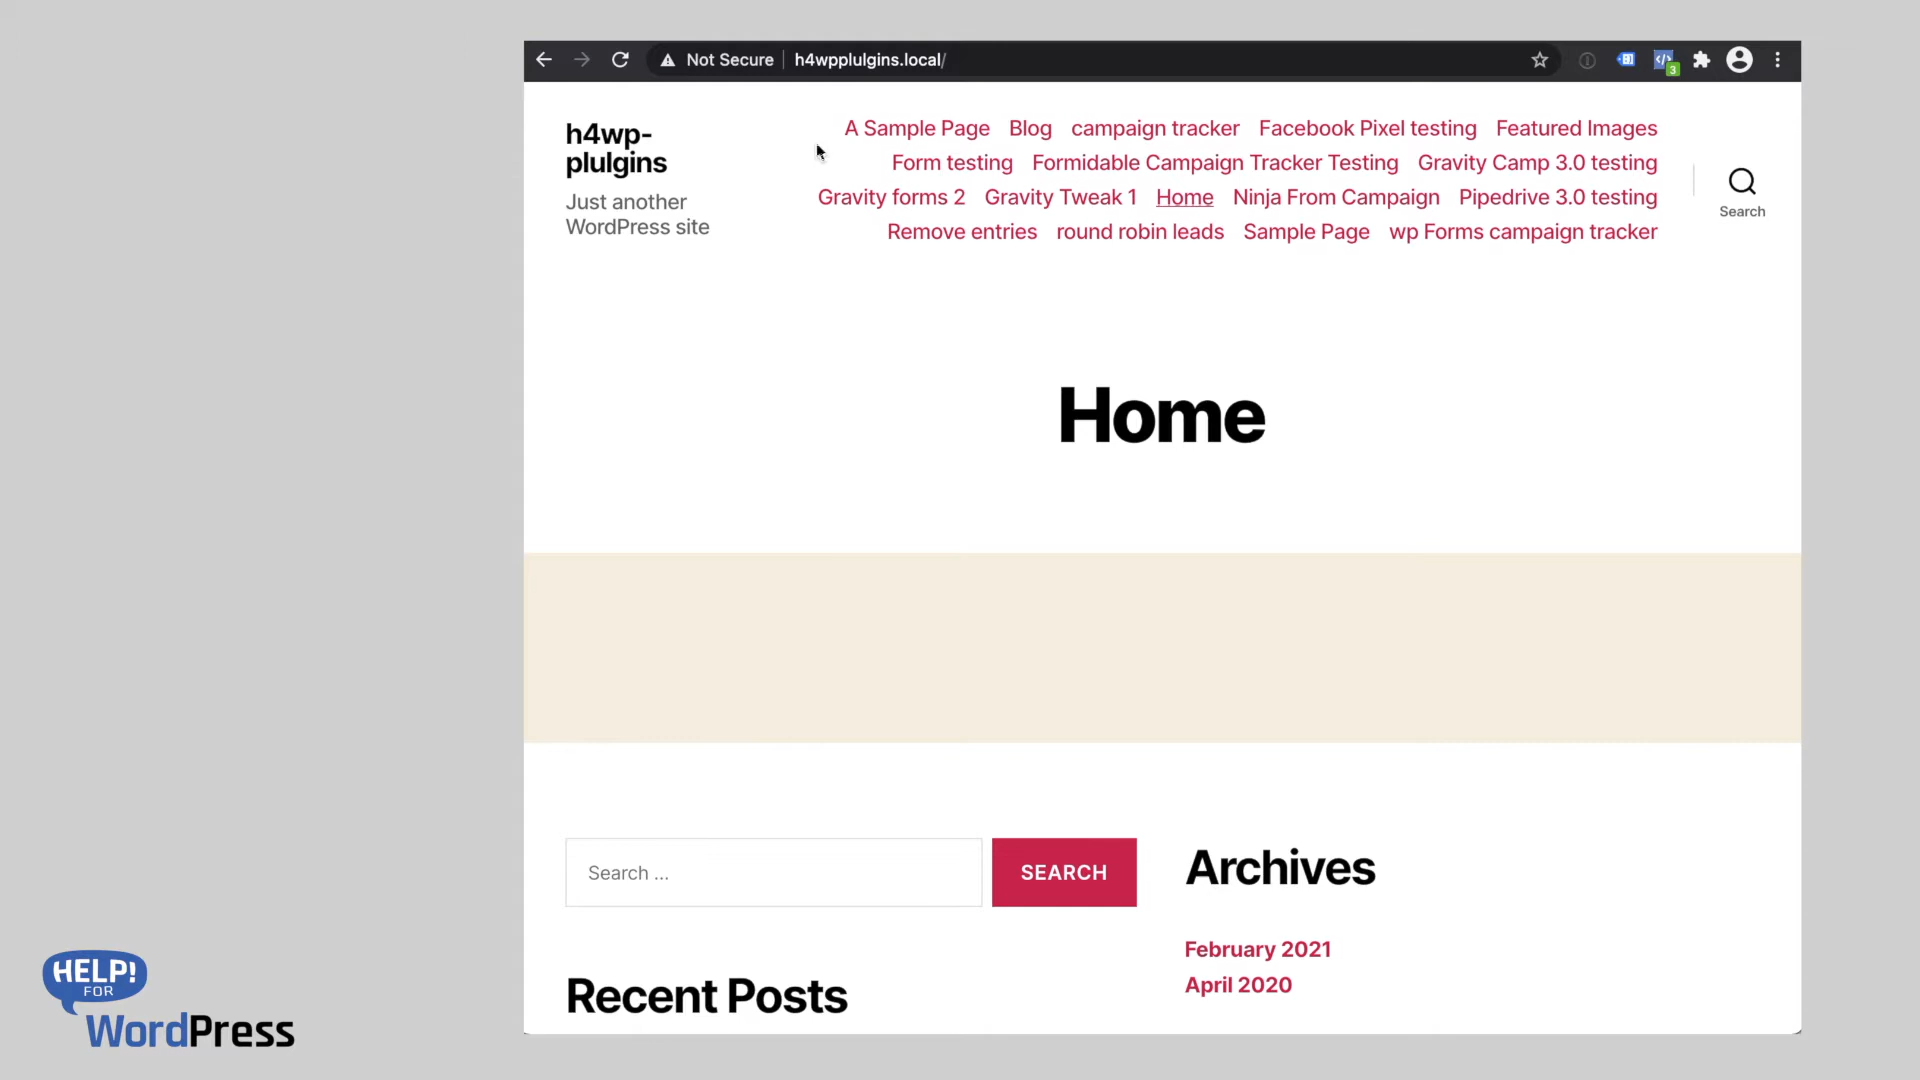 Not Secure h4wpplulgins.local/
3
h4wp-
plulgins
Just another
WordPress site
A Sample Page Blog campaign tracker Facebook Pixel testing Featured Images
Form testing Formidable Campaign Tracker Testing Gravity Camp 3.0 testing
Gravity forms 2 Gravity Tweak 1 Home Ninja From Campaign Pipedrive 3.0 testing
Remove entries round robin leads Sample Page wp Forms campaign tracker
Search
Home
Search ...
SEARCH
Archives
February 2021
April 2020
Recent Posts
HELP!
FOR
WordPress